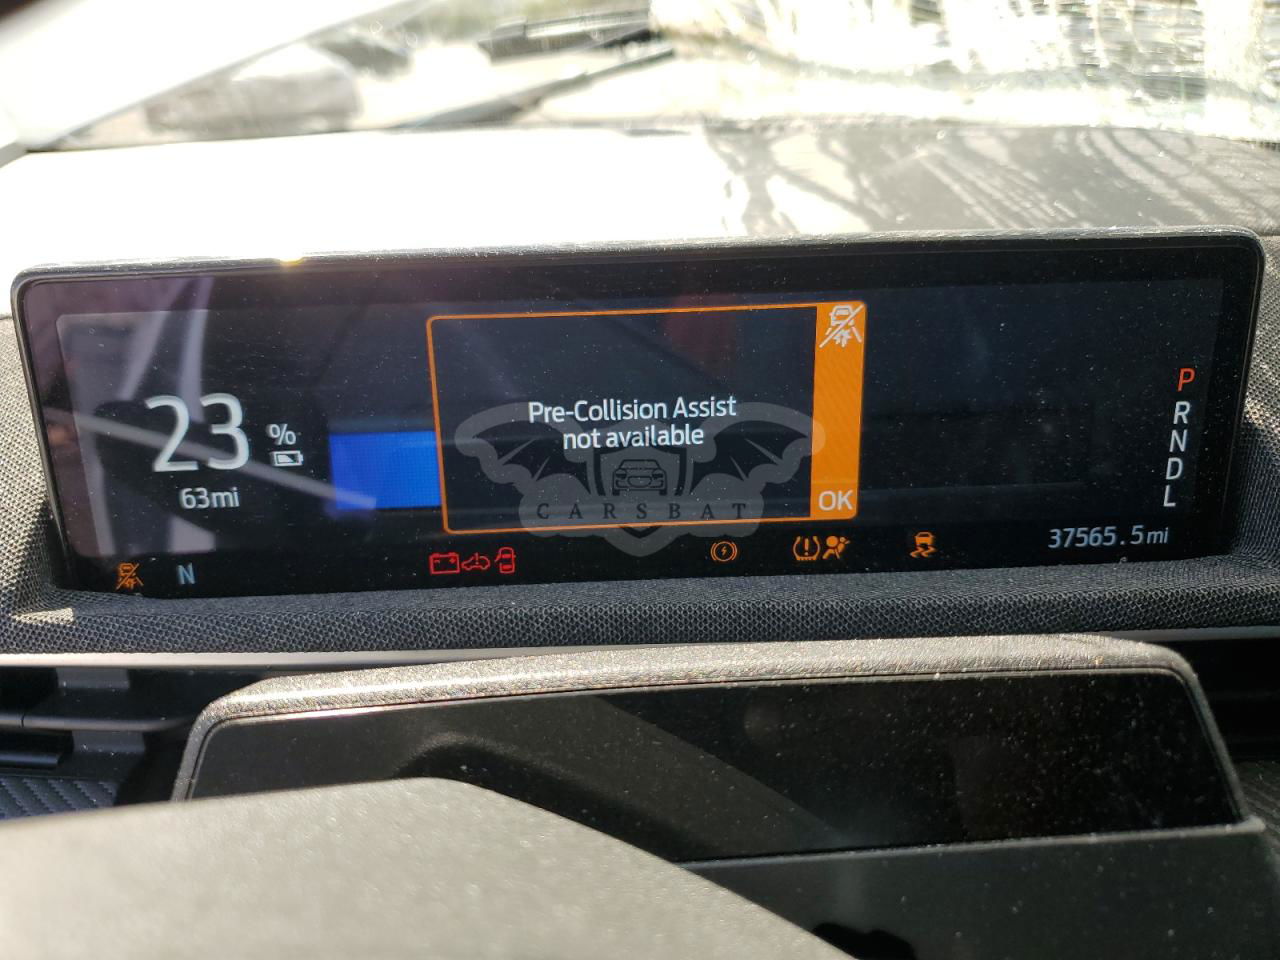 23 %
63mi
Pre-Collision Assist
not available
OK
CARSBAT
P
R
N
D
L
37565.5mi
N